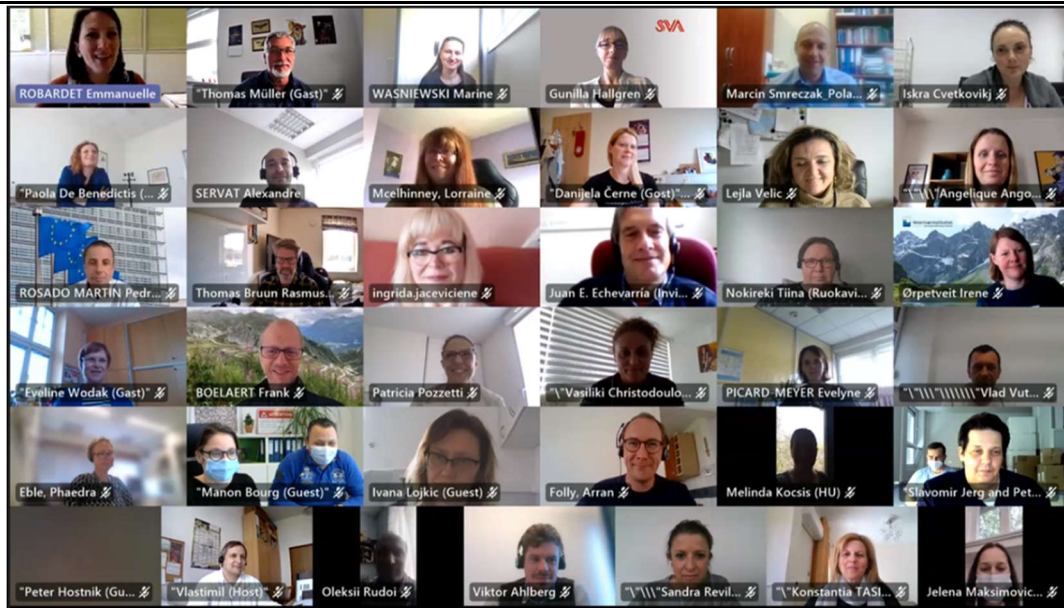 SVA
ROBARDET Emmanuelle
"Thomas Müller (Gast)"
WASNIEWSKI Marine
Gunilla Hallgren
Marcin Smreczak_Pola...
Iskra Cvetkovikj
"Paola De Benedictis (...
SERVAT Alexandre
Mcelhinney, Lorraine
"Danijela Černe (Gost)"...
Lejla Velic
"\"\\\"Angelique Ango...
ROSADO MARTIN Pedr...
Thomas Bruun Rasmus...
ingrida.jaceviciene
Juan E. Echevarría (Invi...
Nokireki Tiina (Ruokavi...
Ørpetveit Irene
"Eveline Wodak (Gast)"
BOELAERT Frank
Patricia Pozzetti
"\"Vasiliki Christodoulo...
PICARD-MEYER Evelyne
"\"\\\"\\\\\\\"Vlad Vut...
Eble, Phaedra
"Manon Bourg (Guest)"
Ivana Lojkic (Guest)
Folly, Arran
Melinda Kocsis (HU)
"Slavomir Jerg and Pet...
"Peter Hostnik (Gu...
"Vlastimil (Host)"
Oleksii Rudoi
Viktor Ahlberg
"\"\\\"Sandra Revil...
"\"Konstantia TASI...
Jelena Maksimovic...